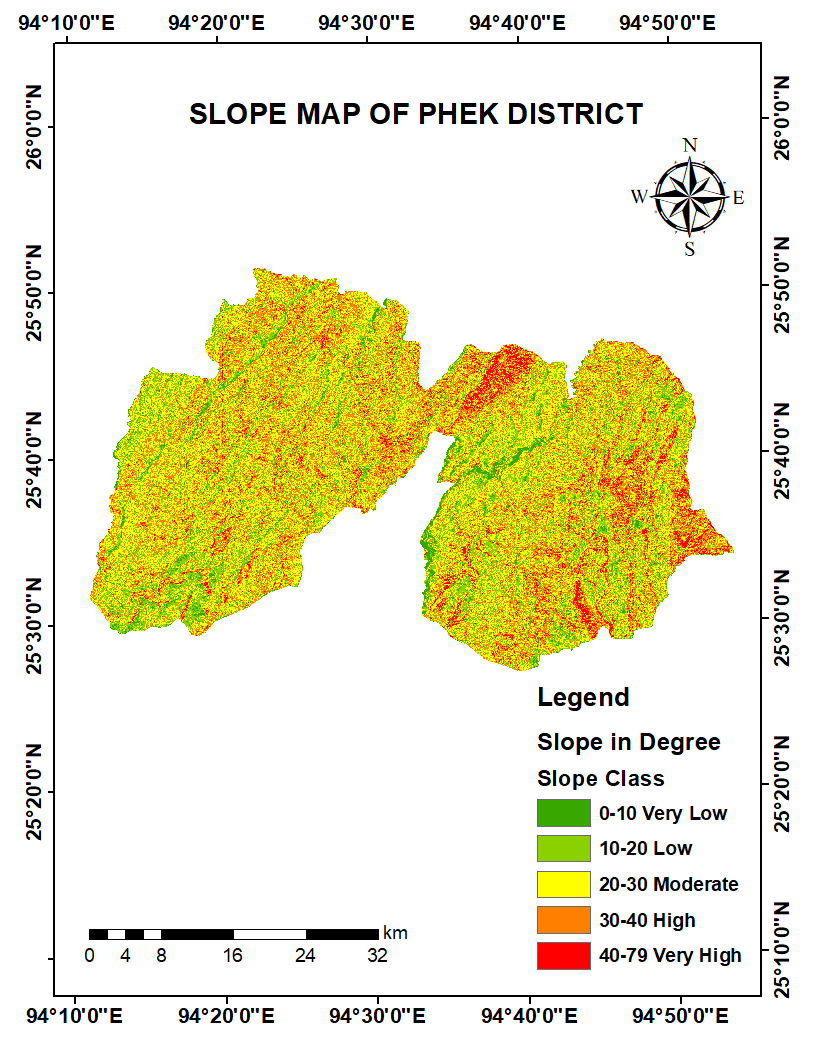 94°10'0"E 94°20'0"E 94°30'0"E 94°40'0"E 94°50'0"E
SLOPE MAP OF PHEK DISTRICT
N
W E
S
26°0'0"N
25°50'0"N
25°40'0"N
25°30'0"N
25°20'0"N
26°0'0"N
25°50'0"N
25°40'0"N
25°30'0"N
25°20'0"N
25°10'0"N
Legend
Slope in Degree
Slope Class
0-10 Very Low
10-20 Low
20-30 Moderate
30-40 High
40-79 Very High
km
0 4 8 16 24 32
94°10'0"E 94°20'0"E 94°30'0"E 94°40'0"E 94°50'0"E